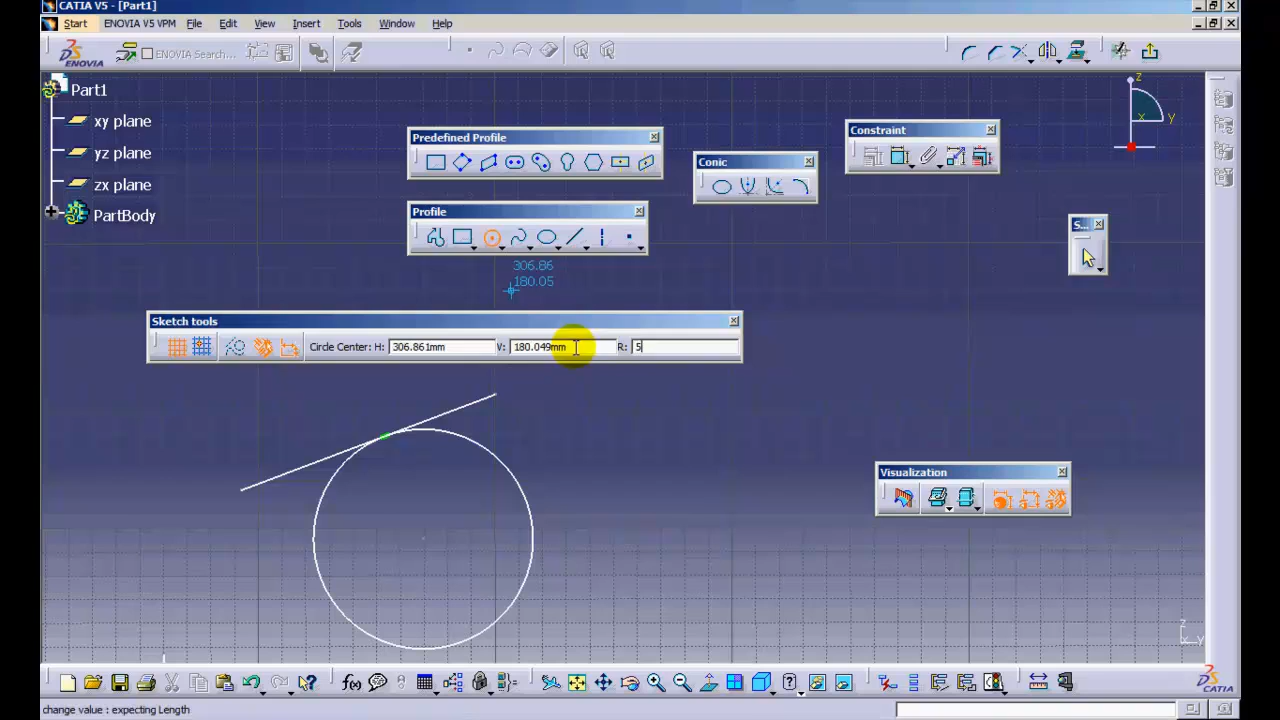 CATIA V5 - [Part1]
Start ENOVIA V5 VPM File Edit View Insert Tools Window Help
ENOVIA
ENOVIA Search...
Part1
xy plane
yz plane
zx plane
PartBody
Predefined Profile
Conic
Constraint
z
x
y
Profile
S...
306.86
180.05
Sketch tools
Circle Center: H: 306.861mm V: 180.049mm R: 5
Visualization
z
x y
f(x)
CATIA
change value : expecting Length